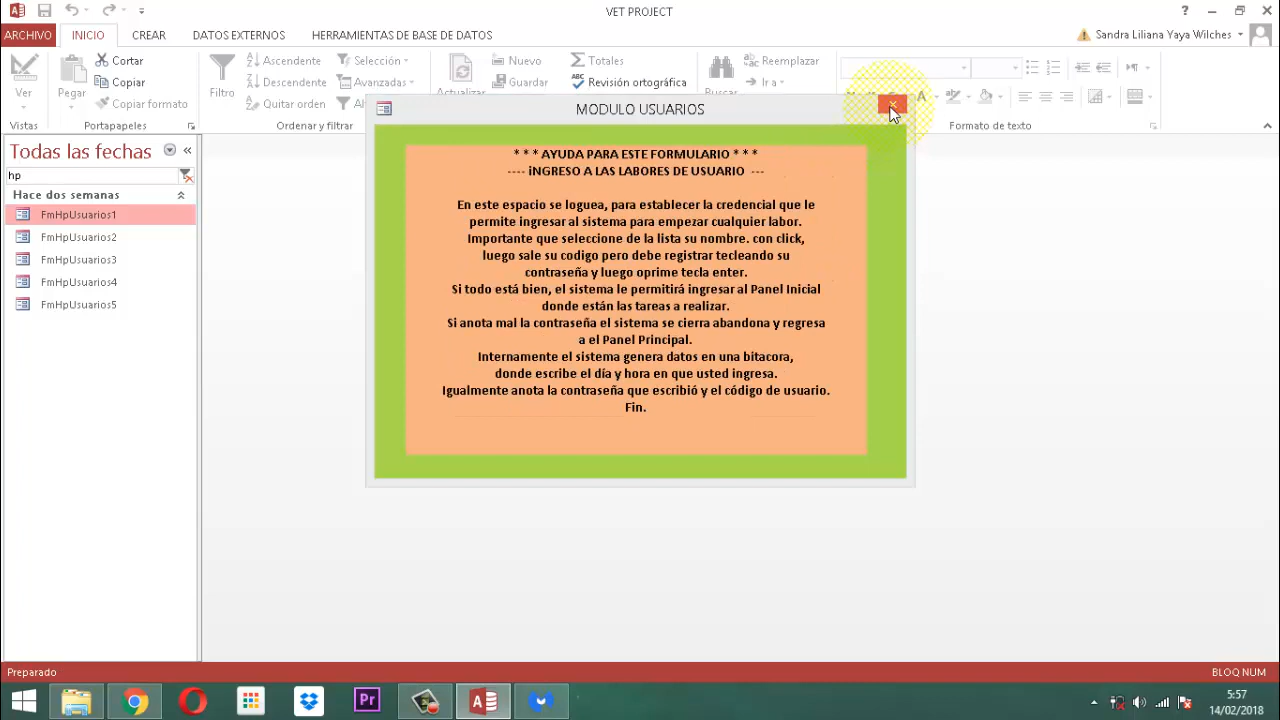 VET PROJECT
?
ARCHIVO INICIO CREAR DATOS EXTERNOS HERRAMIENTAS DE BASE DE DATOS
Sandra Liliana Yaya Wilches
Ver
Vistas
Pegar
Cortar
Copiar
Copiar formato
Portapapeles
Filtro
Ascendente
Descendente
Quitar or
Selección
Avanzadas
Ordenar y filtrar
Actualizar
Nuevo
Guardar
Totales
Revisión ortográfica
Buscar
Reemplazar
Ir a
Formato de texto
Todas las fechas
hp
Hace dos semanas
FmHpUsuarios1
FmHpUsuarios2
FmHpUsuarios3
FmHpUsuarios4
FmHpUsuarios5
MODULO USUARIOS
* * * AYUDA PARA ESTE FORMULARIO * * *
---- iNGRESO A LAS LABORES DE USUARIO ---
En este espacio se loguea, para establecer la credencial que le
permite ingresar al sistema para empezar cualquier labor.
Importante que seleccione de la lista su nombre. con click,
luego sale su codigo pero debe registrar tecleando su
contraseña y luego oprime tecla enter.
Si todo está bien, el sistema le permitirá ingresar al Panel Inicial
donde están las tareas a realizar.
Si anota mal la contraseña el sistema se cierra abandona y regresa
a el Panel Principal.
Internamente el sistema genera datos en una bitacora,
donde escribe el día y hora en que usted ingresa.
Igualmente anota la contraseña que escribió y el código de usuario.
Fin.
Preparado
BLOQ NUM
Pr
5:57
14/02/2018